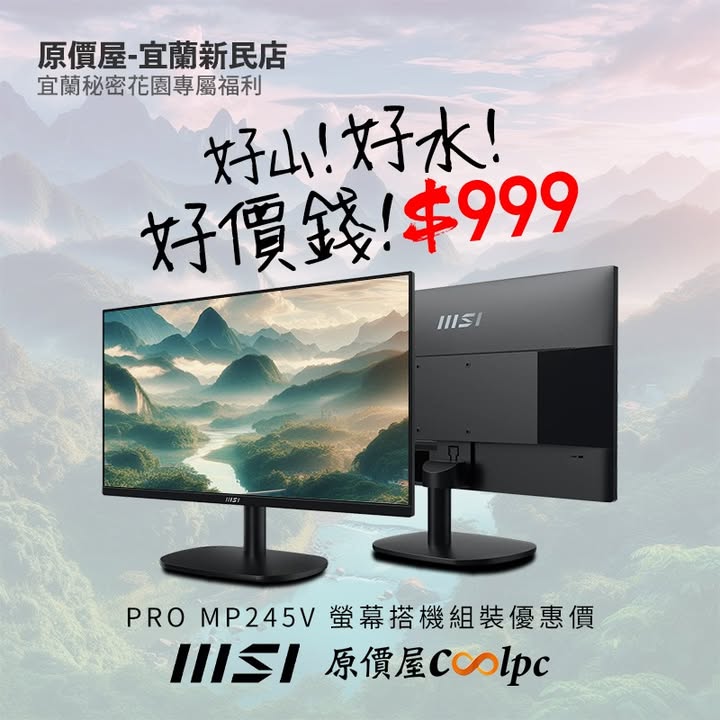 原價屋-宜蘭新民店
宜蘭秘密花園專屬福利
好山!好水!
好價錢!$999
msi
msi
PRO MP245V 螢幕搭機組裝優惠價
msi 原價屋Coolpc